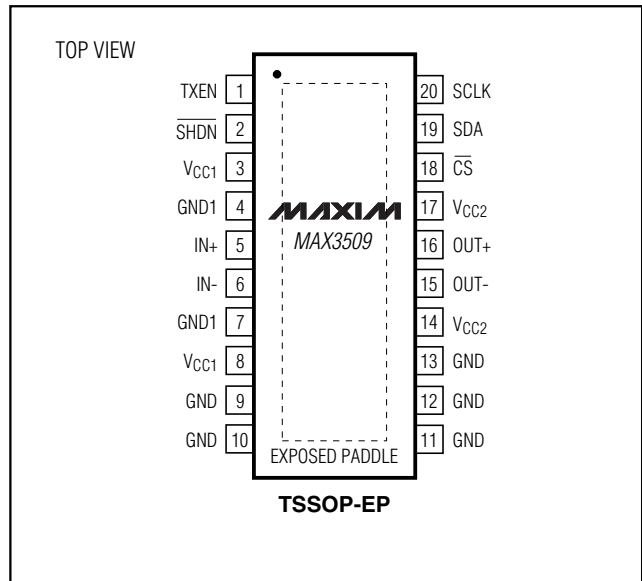 TOP VIEW
TXEN 1
SHDN 2
VCC1 3
GND1 4
IN+ 5
IN- 6
GND1 7
VCC1 8
GND 9
GND 10
MAXIM
MAX3509
EXPOSED PADDLE
20 SCLK
19 SDA
18 CS
17 VCC2
16 OUT+
15 OUT-
14 VCC2
13 GND
12 GND
11 GND
TSSOP-EP